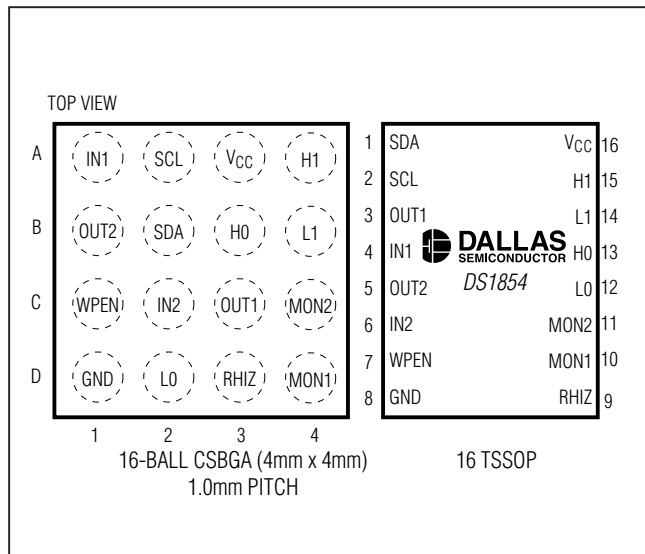 TOP VIEW
A IN1 SCL VCC H1
B OUT2 SDA H0 L1
C WPEN IN2 OUT1 MON2
D GND L0 RHIZ MON1
1 2 3 4
16-BALL CSBGA (4mm x 4mm)
1.0mm PITCH
1 SDA VCC 16
2 SCL H1 15
3 OUT1 L1 14
4 IN1 DALLAS SEMICONDUCTOR H0 13
5 OUT2 DS1854 L0 12
6 IN2 MON2 11
7 WPEN MON1 10
8 GND RHIZ 9
16 TSSOP